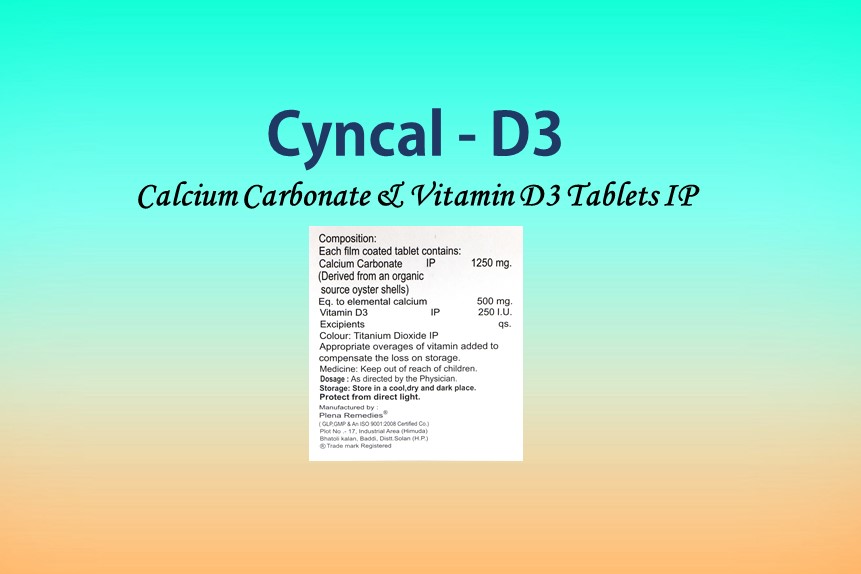 Cyncal - D3
Calcium Carbonate & Vitamin D3 Tablets IP
Composition:
Each film coated tablet contains:
Calcium Carbonate IP 1250 mg.
(Derived from an organic
source oyster shells)
Eq. to elemental calcium 500 mg.
Vitamin D3 IP 250 I.U.
Excipients qs.
Colour: Titanium Dioxide IP
Appropriate overages of vitamin added to
compensate the loss on storage.
Medicine: Keep out of reach of children.
Dosage : As directed by the Physician.
Storage: Store in a cool,dry and dark place.
Protect from direct light.
Manufactured by :
Plena Remedies®
( GLP,GMP & An ISO 9001:2008 Certified Co.)
Plot No .- 17, Industrial Area (Himuda)
Bhatoli kalan, Baddi, Distt.Solan (H.P.)
® Trade mark Registered